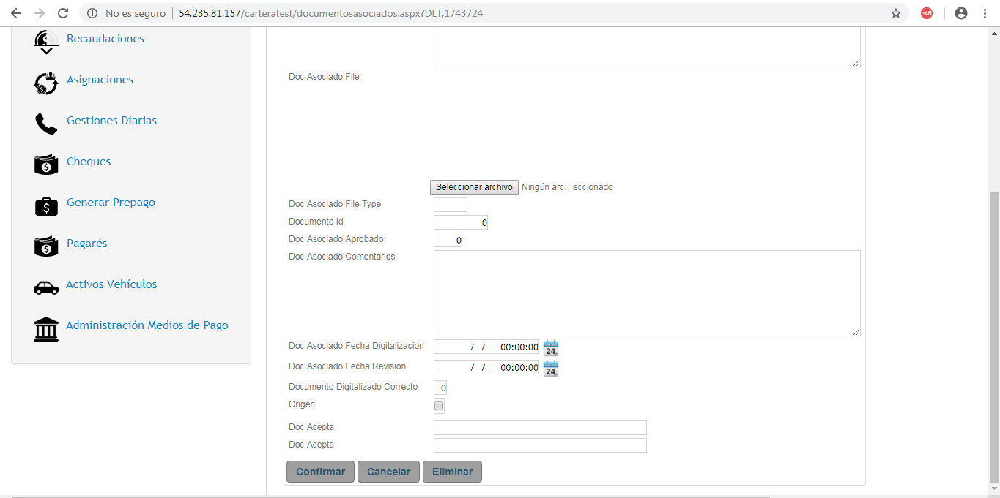 No es seguro
54.235.81.157/carteratest/documentosasociados.aspx?DLT,1743724
Recaudaciones
Asignaciones
Gestiones Diarias
Cheques
Generar Prepago
Pagarés
Activos Vehículos
Administración Medios de Pago
Doc Asociado File
Seleccionar archivo Ningún arc...eccionado
Doc Asociado File Type
Documento Id 0
Doc Asociado Aprobado 0
Doc Asociado Comentarios
Doc Asociado Fecha Digitalizacion / / 00:00:00 24
Doc Asociado Fecha Revision / / 00:00:00 24
Documento Digitalizado Correcto 0
Origen
Doc Acepta
Doc Acepta
Confirmar Cancelar Eliminar